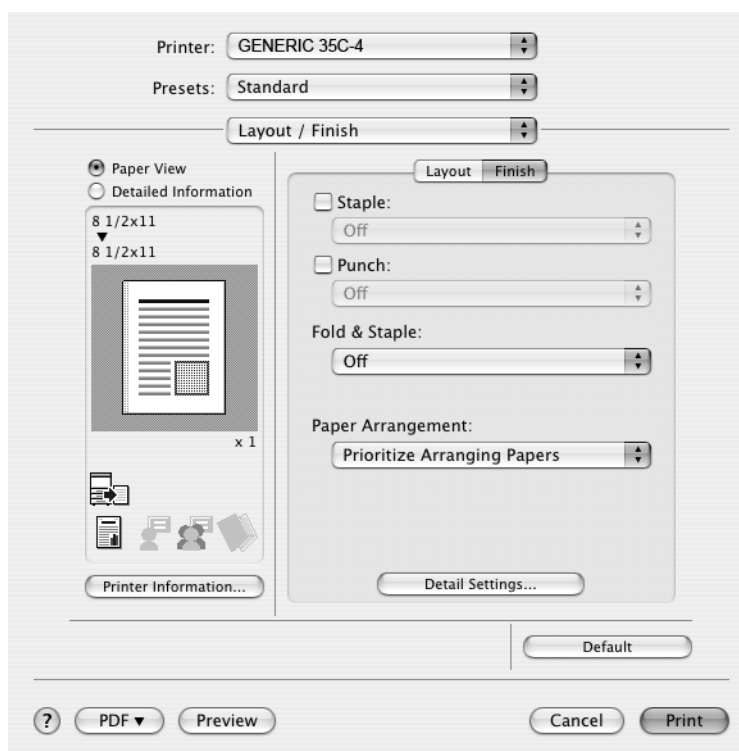 Printer: GENERIC 35C-4
Presets: Standard
Layout / Finish
Paper View
Detailed Information
8 1/2x11
8 1/2x11
x 1
Printer Information...
Layout Finish
Staple:
Off
Punch:
Off
Fold & Staple:
Off
Paper Arrangement:
Prioritize Arranging Papers
Detail Settings...
Default
? PDF▼ Preview Cancel Print